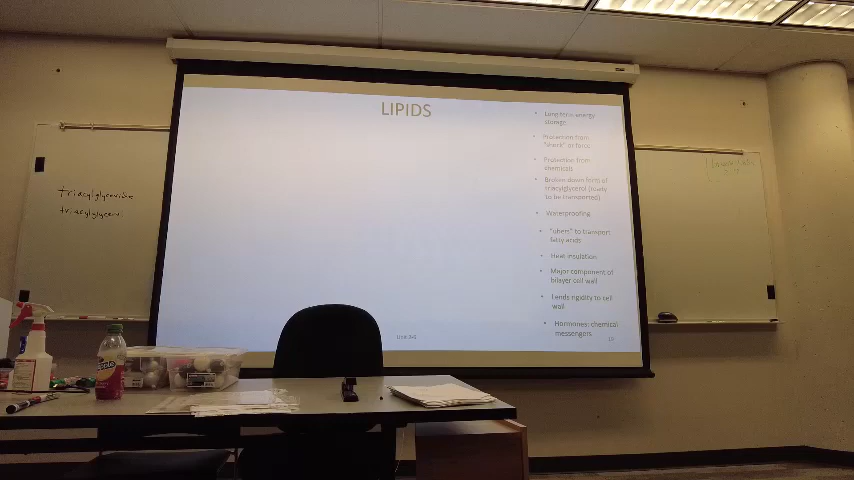 LIPIDS
Long term energy
storage
Protection from
"shock" or force
Protection from
chemicals
Broken down form of
triacylglycerol (ready
to be transported)
Waterproofing
"ubers" to transport
fatty acids
Heat insulation
Major component of
bilayer cell wall
Lends rigidity to cell
wall
Hormones: chemical
messengers
triacylglyceride
triacylglycerol